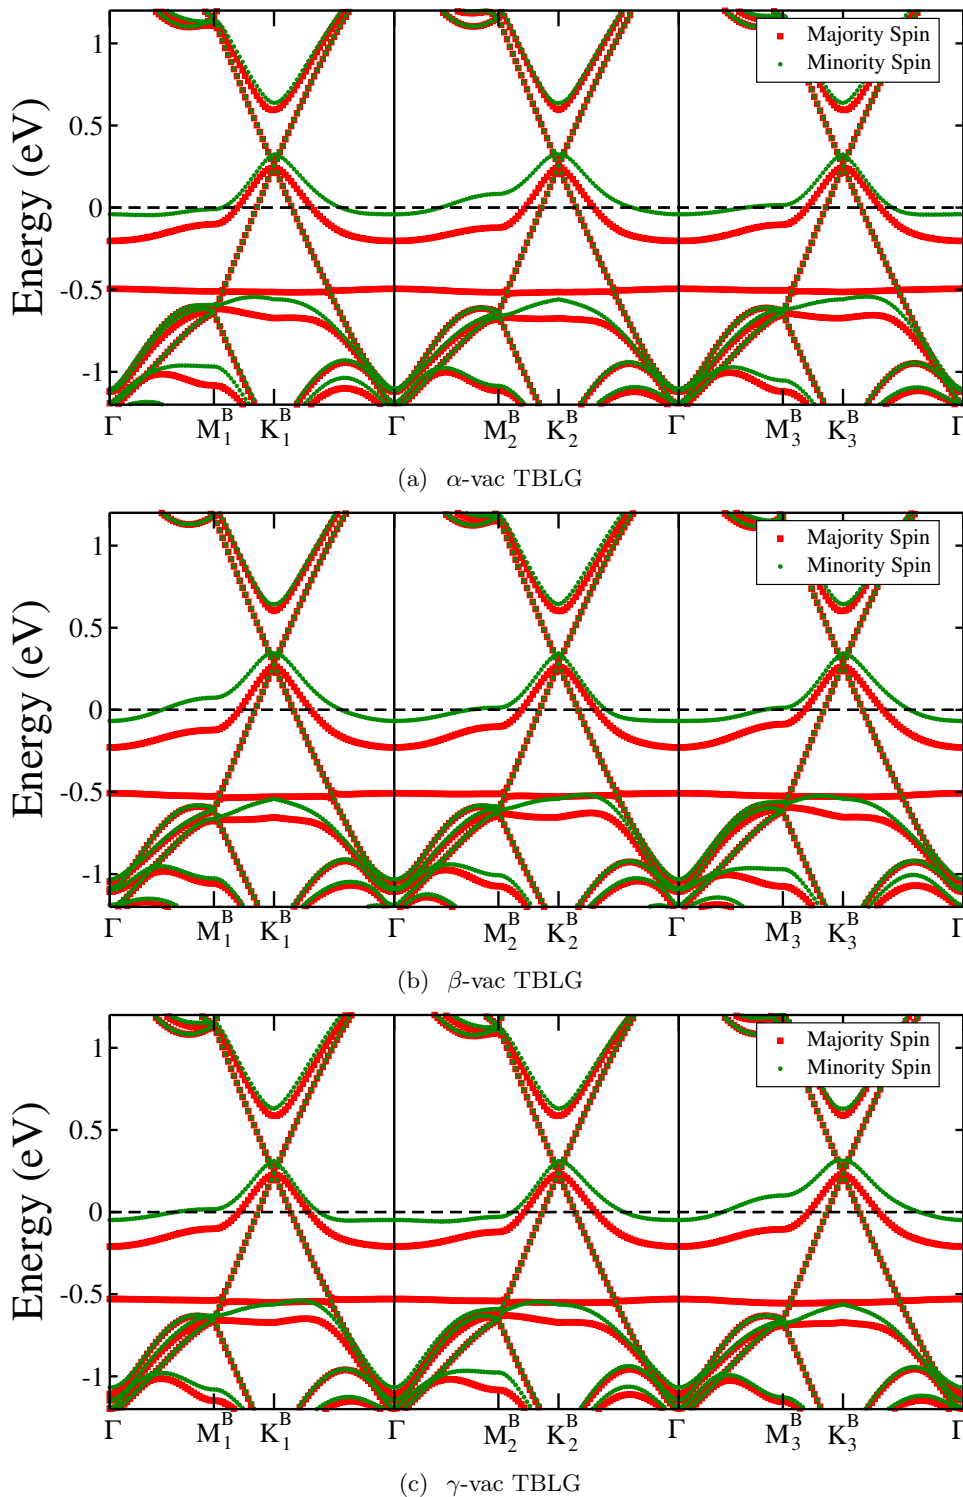 1
0.5
0
-0.5
-1
Energy (eV)
Majority Spin
Minority Spin
Γ M₁ᴮ K₁ᴮ Γ M₂ᴮ K₂ᴮ Γ M₃ᴮ K₃ᴮ Γ
(a) α-vac TBLG
1
0.5
0
-0.5
-1
Energy (eV)
Majority Spin
Minority Spin
Γ M₁ᴮ K₁ᴮ Γ M₂ᴮ K₂ᴮ Γ M₃ᴮ K₃ᴮ Γ
(b) β-vac TBLG
1
0.5
0
-0.5
-1
Energy (eV)
Majority Spin
Minority Spin
Γ M₁ᴮ K₁ᴮ Γ M₂ᴮ K₂ᴮ Γ M₃ᴮ K₃ᴮ Γ
(c) γ-vac TBLG